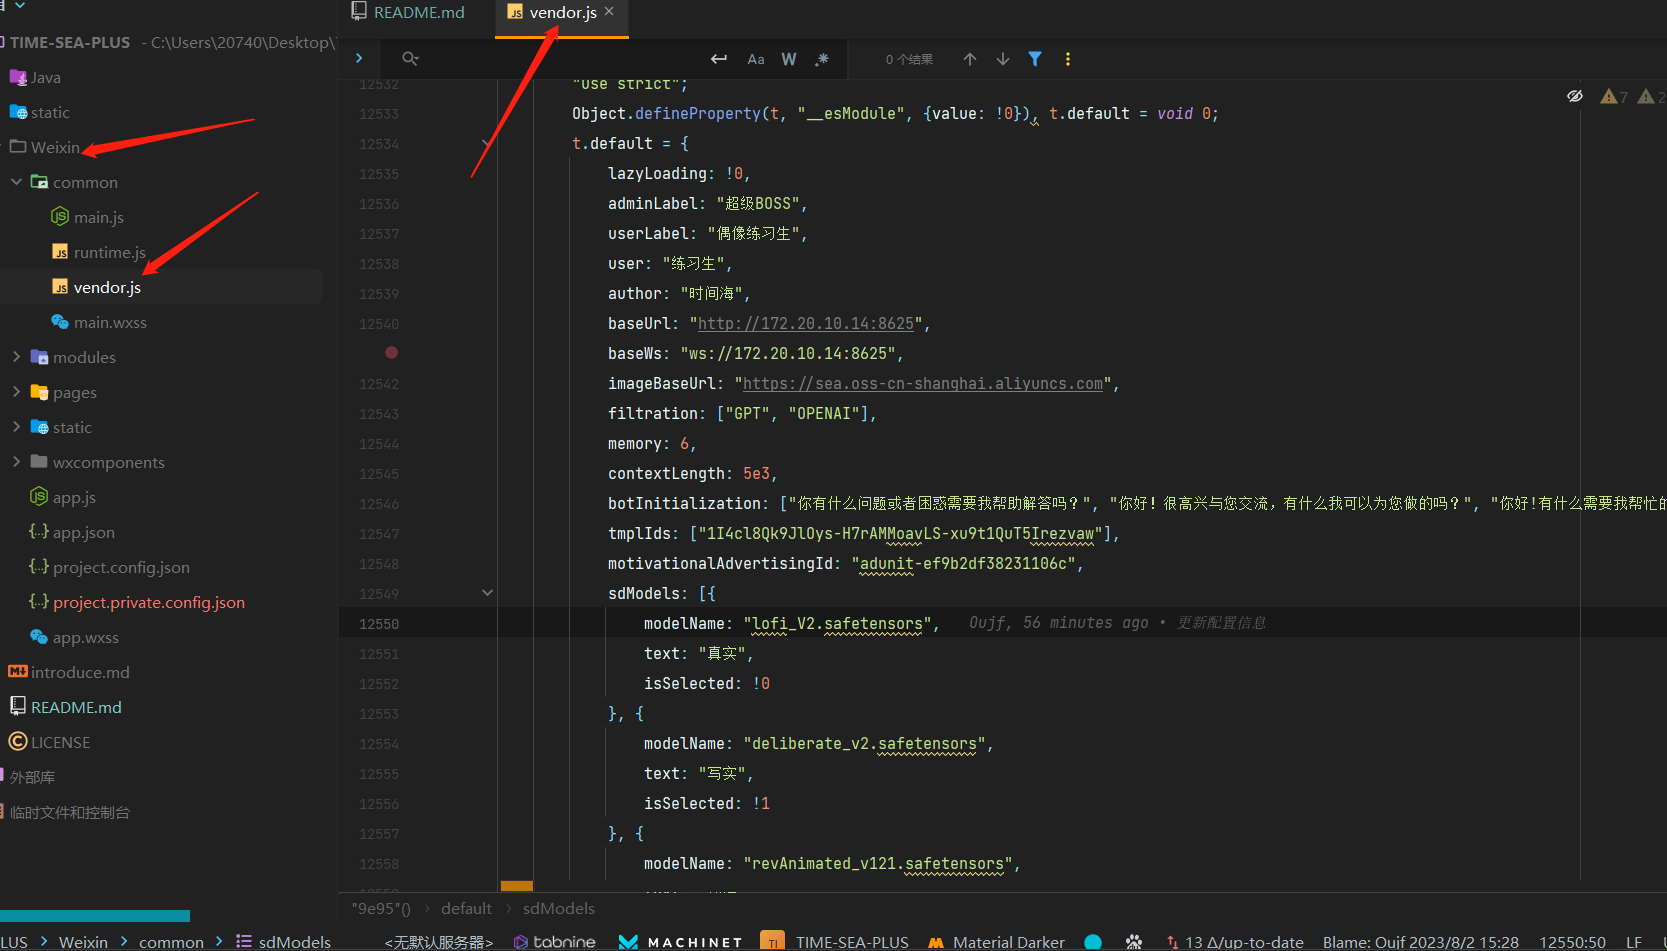 TIME-SEA-PLUS - C:\Users\20740\Desktop\
Java
static
Weixin
common
main.js
runtime.js
vendor.js
main.wxss
modules
pages
static
wxcomponents
app.js
app.json
project.config.json
project.private.config.json
app.wxss
introduce.md
README.md
LICENSE
外部库
临时文件和控制台
README.md
vendor.js ×
Aa W .* 0 个结果
7 2
12532 "use strict";
12533 Object.defineProperty(t, "__esModule", {value: !0}), t.default = void 0;
12534 t.default = {
12535 lazyLoading: !0,
12536 adminLabel: "超级BOSS",
12537 userLabel: "偶像练习生",
12538 user: "练习生",
12539 author: "时间海",
12540 baseUrl: "http://172.20.10.14:8625",
baseWs: "ws://172.20.10.14:8625",
12542 imageBaseUrl: "https://sea.oss-cn-shanghai.aliyuncs.com",
12543 filtration: ["GPT", "OPENAI"],
12544 memory: 6,
12545 contextLength: 5e3,
12546 botInitialization: ["你有什么问题或者困惑需要我帮助解答吗？", "你好！很高兴与您交流，有什么我可以为您做的吗？", "你好！有什么需要我帮忙的
12547 tmplIds: ["1I4cl8Qk9JlOys-H7rAMMoavLS-xu9t1QuT5Irezvaw"],
12548 motivationalAdvertisingId: "adunit-ef9b2df38231106c",
12549 sdModels: [{
12550 modelName: "lofi_V2.safetensors", Oujf, 56 minutes ago • 更新配置信息
12551 text: "真实",
12552 isSelected: !0
12553 }, {
12554 modelName: "deliberate_v2.safetensors",
12555 text: "写实",
12556 isSelected: !1
12557 }, {
12558 modelName: "revAnimated_v121.safetensors",
"9e95"() › default › sdModels
LUS › Weixin › common › sdModels <无默认服务器> tabnine MACHINET TI TIME-SEA-PLUS Material Darker 13 Δ/up-to-date Blame: Oujf 2023/8/2 15:28 12550:50 LF